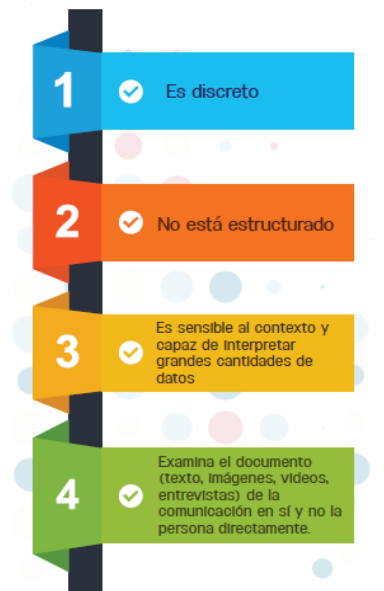 1
Es discreto
2
No está estructurado
3
Es sensible al contexto y
capaz de interpretar
grandes cantidades de
datos
4
Examina el documento
(texto, imágenes, videos,
entrevistas) de la
comunicación en sí y no la
persona directamente.